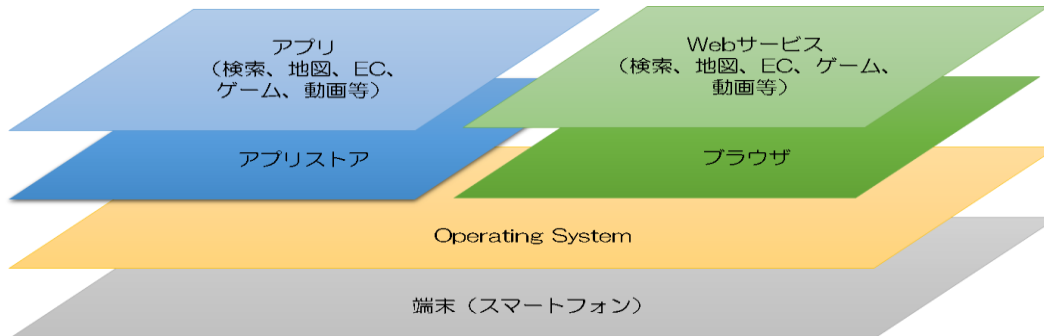 アプリ
（検索、地図、EC、
ゲーム、動画等）
Webサービス
（検索、地図、EC、ゲーム、
動画等）
アプリストア
ブラウザ
Operating System
端末（スマートフォン）